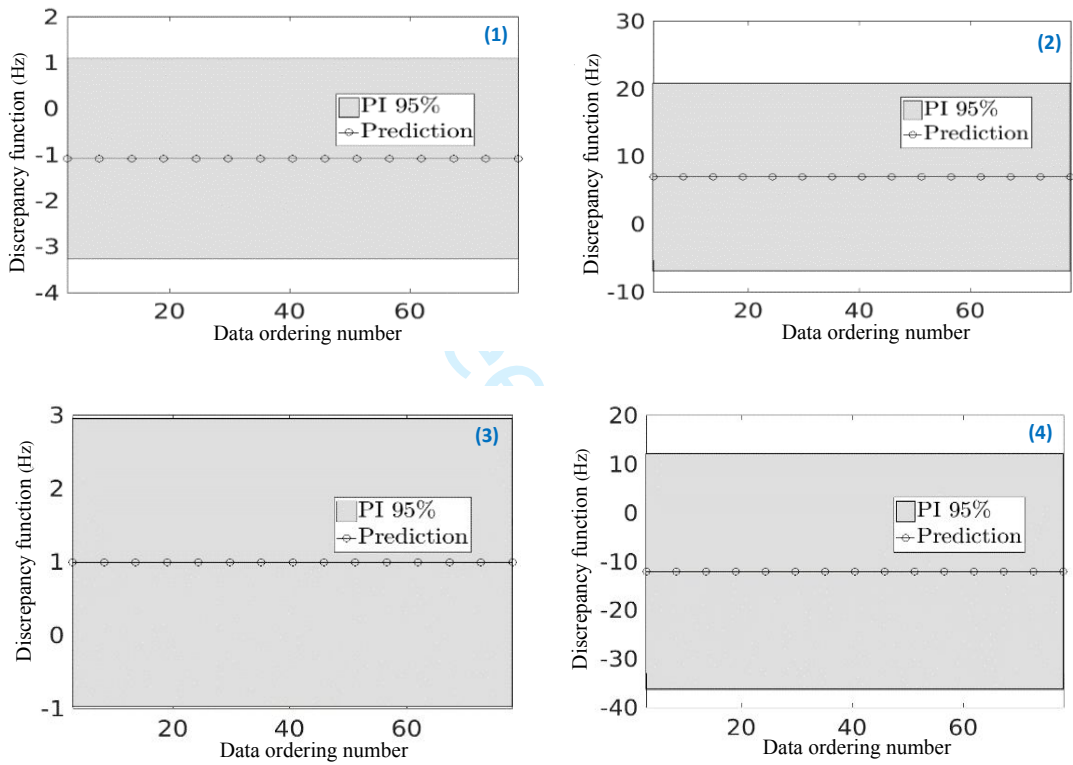 (1)
Discrepancy function (Hz)
2
1
0
-1
-2
-3
-4
PI 95%
Prediction
20
40
60
Data ordering number
(2)
Discrepancy function (Hz)
30
20
10
0
-10
PI 95%
Prediction
20
40
60
Data ordering number
(3)
Discrepancy function (Hz)
3
2
1
0
-1
PI 95%
Prediction
20
40
60
Data ordering number
(4)
Discrepancy function (Hz)
20
10
0
-10
-20
-30
-40
PI 95%
Prediction
20
40
60
Data ordering number